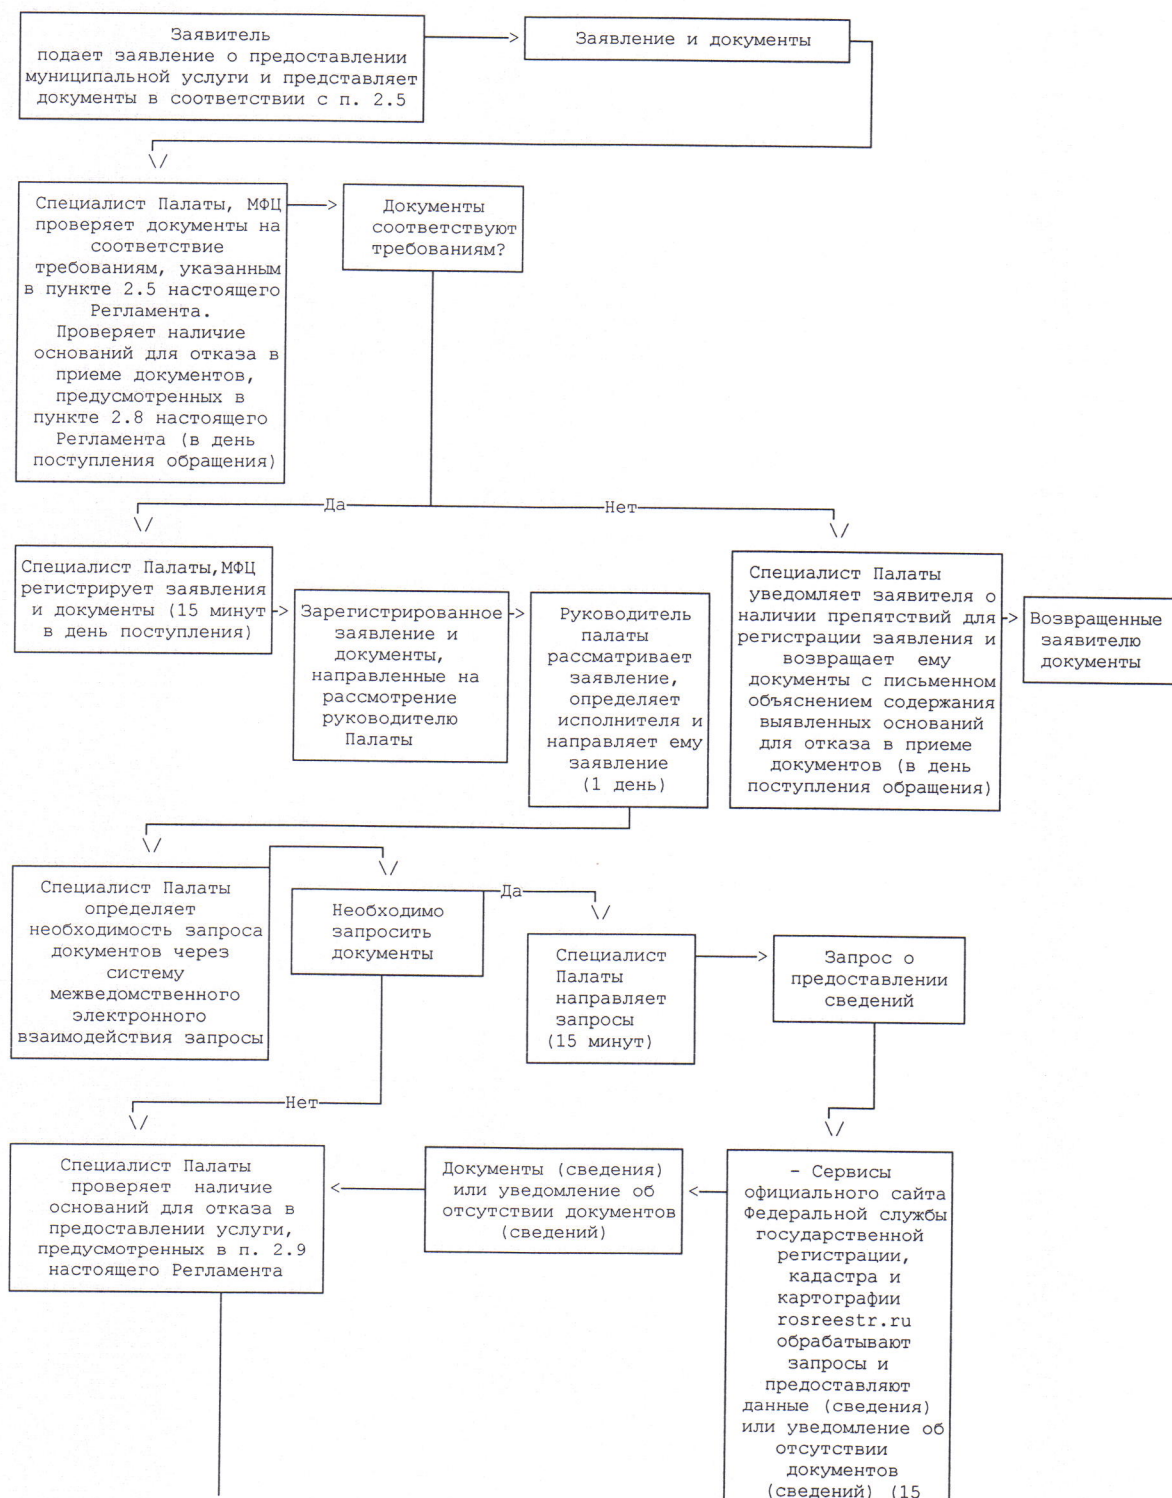 Заявитель
подает заявление о предоставлении
муниципальной услуги и представляет
документы в соответствии с п. 2.5
Заявление и документы
Специалист Палаты, МФЦ
проверяет документы на
соответствие
требованиям, указанным
в пункте 2.5 настоящего
Регламента.
Проверяет наличие
оснований для отказа в
приеме документов,
предусмотренных в
пункте 2.8 настоящего
Регламента (в день
поступления обращения)
Документы
соответствуют
требованиям?
Да
Нет
Специалист Палаты,МФЦ
регистрирует заявления
и документы (15 минут
в день поступления)
Зарегистрированное
заявление и
документы,
направленные на
рассмотрение
руководителю
Палаты
Руководитель
палаты
рассматривает
заявление,
определяет
исполнителя и
направляет ему
заявление
(1 день)
Специалист Палаты
уведомляет заявителя о
наличии препятствий для
регистрации заявления и
возвращает ему
документы с письменном
объяснением содержания
выявленных оснований
для отказа в приеме
документов (в день
поступления обращения)
Возвращенные
заявителю
документы
Специалист Палаты
определяет
необходимость запроса
документов через
систему
межведомственного
электронного
взаимодействия запросы
Необходимо
запросить
документы
Да
Специалист
Палаты
направляет
запросы
(15 минут)
Запрос о
предоставлении
сведений
Нет
Специалист Палаты
проверяет наличие
оснований для отказа в
предоставлении услуги,
предусмотренных в п. 2.9
настоящего Регламента
Документы (сведения)
или уведомление об
отсутствии документов
(сведений)
- Сервисы
официального сайта
Федеральной службы
государственной
регистрации,
кадастра и
картографии
rosreestr.ru
обрабатывают
запросы и
предоставляют
данные (сведения)
или уведомление об
отсутствии
документов
(сведений) (15